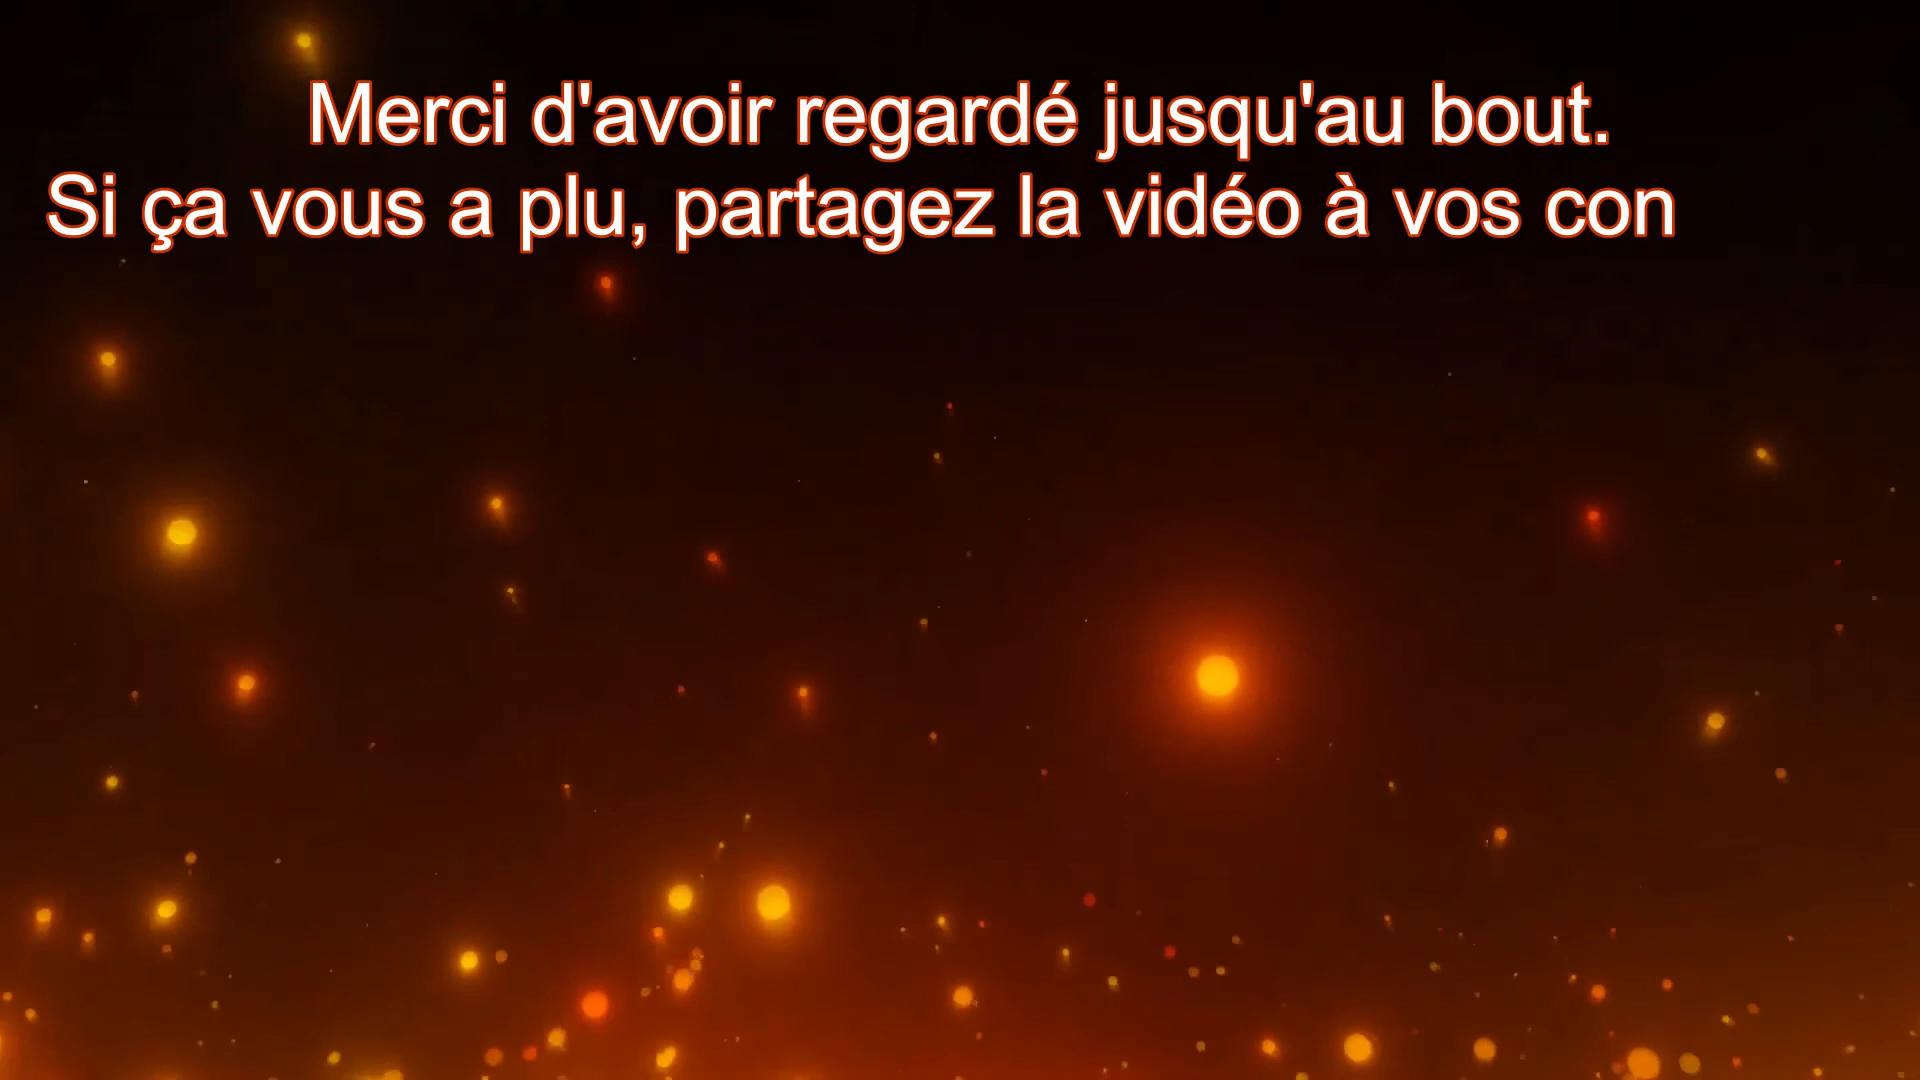 Merci d'avoir regardé jusqu'au bout.
Si ça vous a plu, partagez la vidéo à vos con